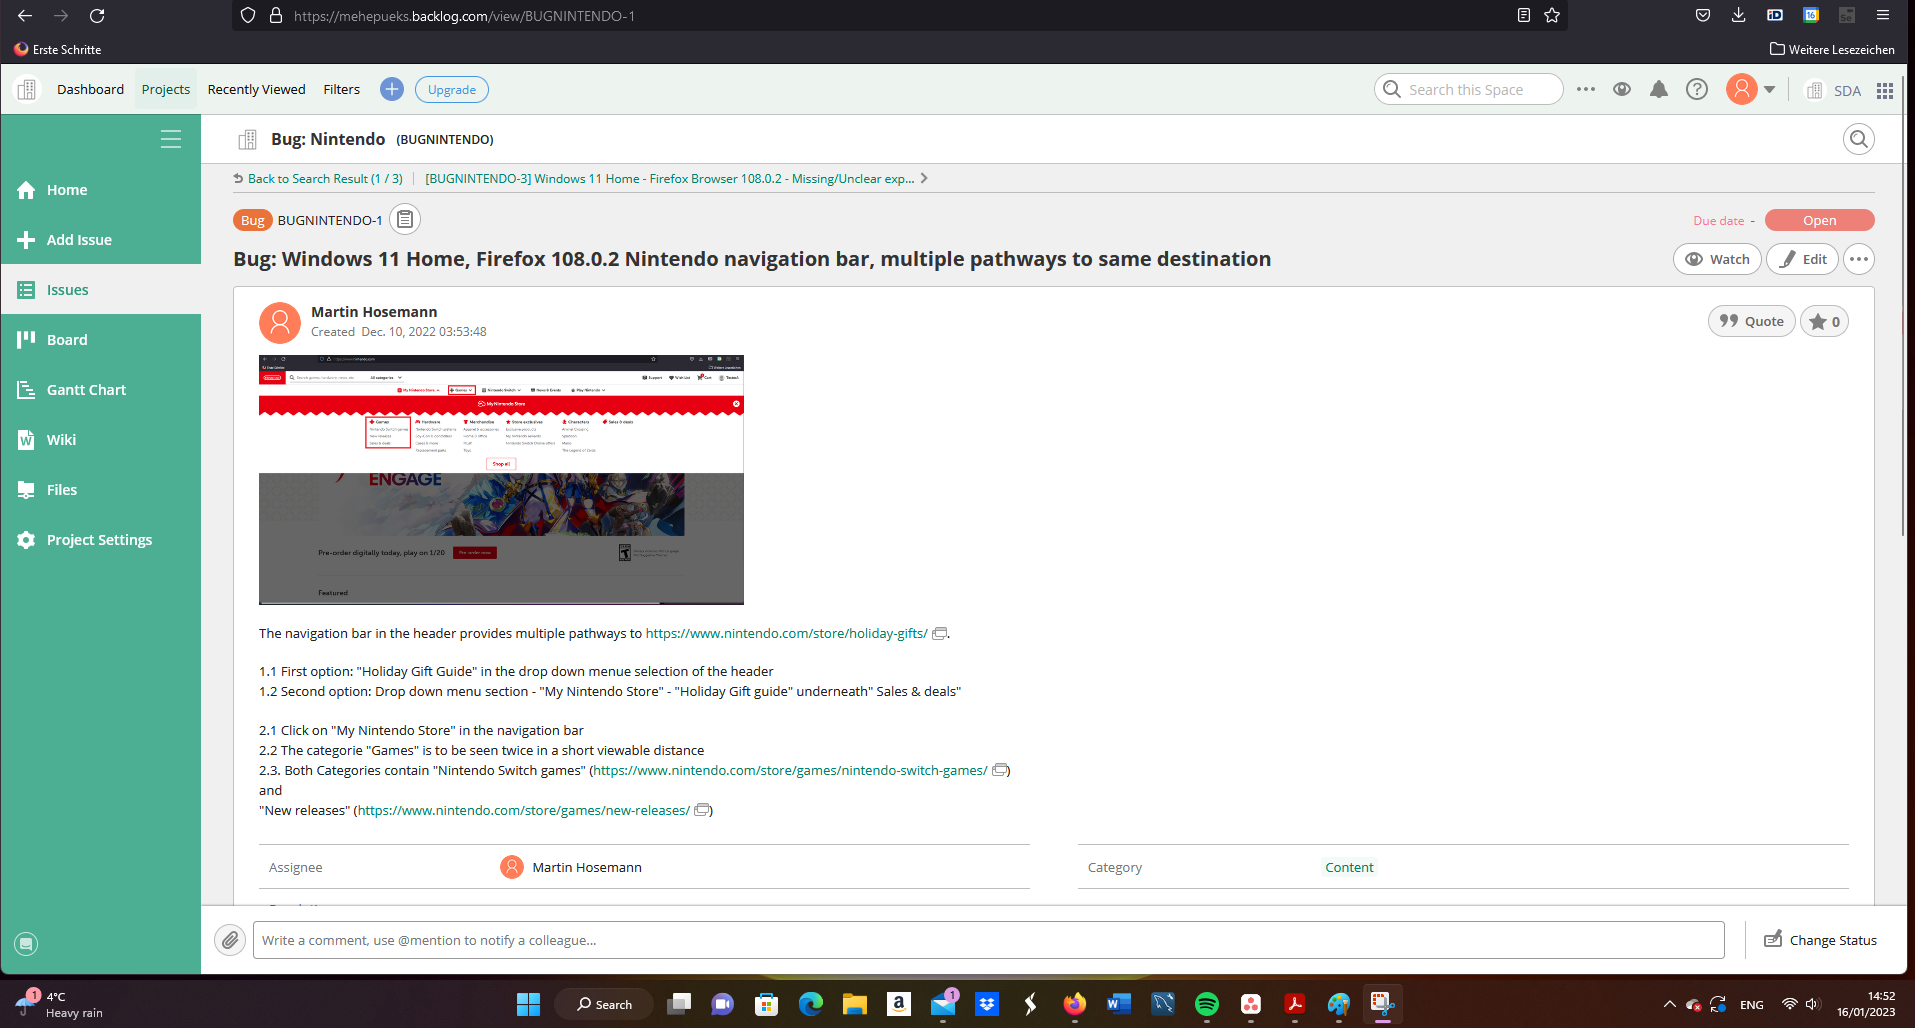 https://mehepueks.backlog.com/view/BUGNINTENDO-1
16
Erste Schritte
Weitere Lesezeichen
Dashboard Projects Recently Viewed Filters Upgrade
Search this Space
SDA
Bug: Nintendo (BUGNINTENDO)
Home
Add Issue
Issues
Board
Gantt Chart
Wiki
Files
Project Settings
Back to Search Result (1 / 3)
[BUGNINTENDO-3] Windows 11 Home - Firefox Browser 108.0.2 - Missing/Unclear exp...
Bug BUGNINTENDO-1
Due date - Open
Bug: Windows 11 Home, Firefox 108.0.2 Nintendo navigation bar, multiple pathways to same destination
Watch Edit
Martin Hosemann
Created Dec. 10, 2022 03:53:48
Quote 0
My Nintendo Store
Shop all
ENGAGE
Pre-order digitally today, play on 1/20
Featured
The navigation bar in the header provides multiple pathways to https://www.nintendo.com/store/holiday-gifts/ .
1.1 First option: "Holiday Gift Guide" in the drop down menue selection of the header
1.2 Second option: Drop down menu section - "My Nintendo Store" - "Holiday Gift guide" underneath" Sales & deals"
2.1 Click on "My Nintendo Store" in the navigation bar
2.2 The categorie "Games" is to be seen twice in a short viewable distance
2.3. Both Categories contain "Nintendo Switch games" (https://www.nintendo.com/store/games/nintendo-switch-games/ )
and
"New releases" (https://www.nintendo.com/store/games/new-releases/ )
Assignee Martin Hosemann
Category Content
Write a comment, use @mention to notify a colleague...
Change Status
1
4°C
Heavy rain
Search
1
ENG
14:52
16/01/2023